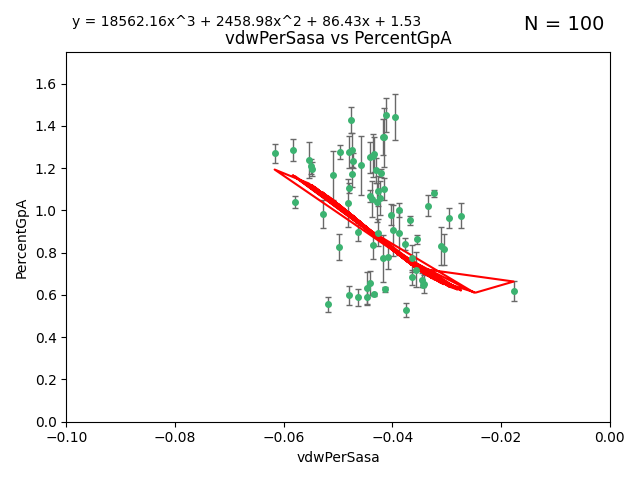 y = 18562.16x^3 + 2458.98x^2 + 86.43x + 1.53
N = 100
vdwPerSasa vs PercentGpA
PercentGpA
1.6
1.4
1.2
1.0
0.8
0.6
0.4
0.2
0.0
−0.10 −0.08 −0.06 −0.04 −0.02 0.00
vdwPerSasa